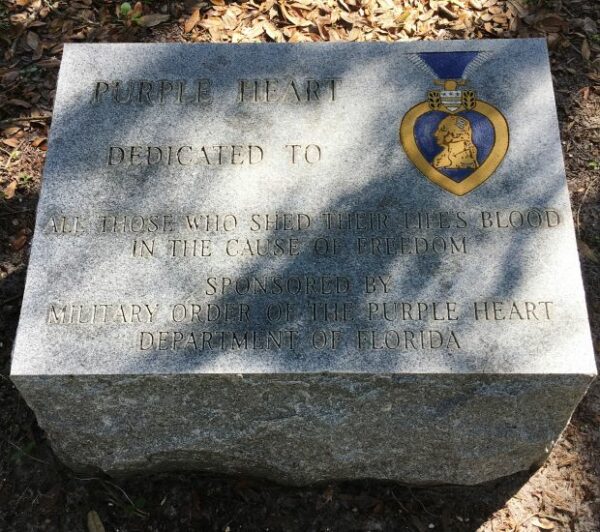 PURPLE HEART
DEDICATED TO
ALL THOSE WHO SHED THEIR LIFE'S BLOOD
IN THE CAUSE OF FREEDOM
SPONSORED BY
MILITARY ORDER OF THE PURPLE HEART
DEPARTMENT OF FLORIDA